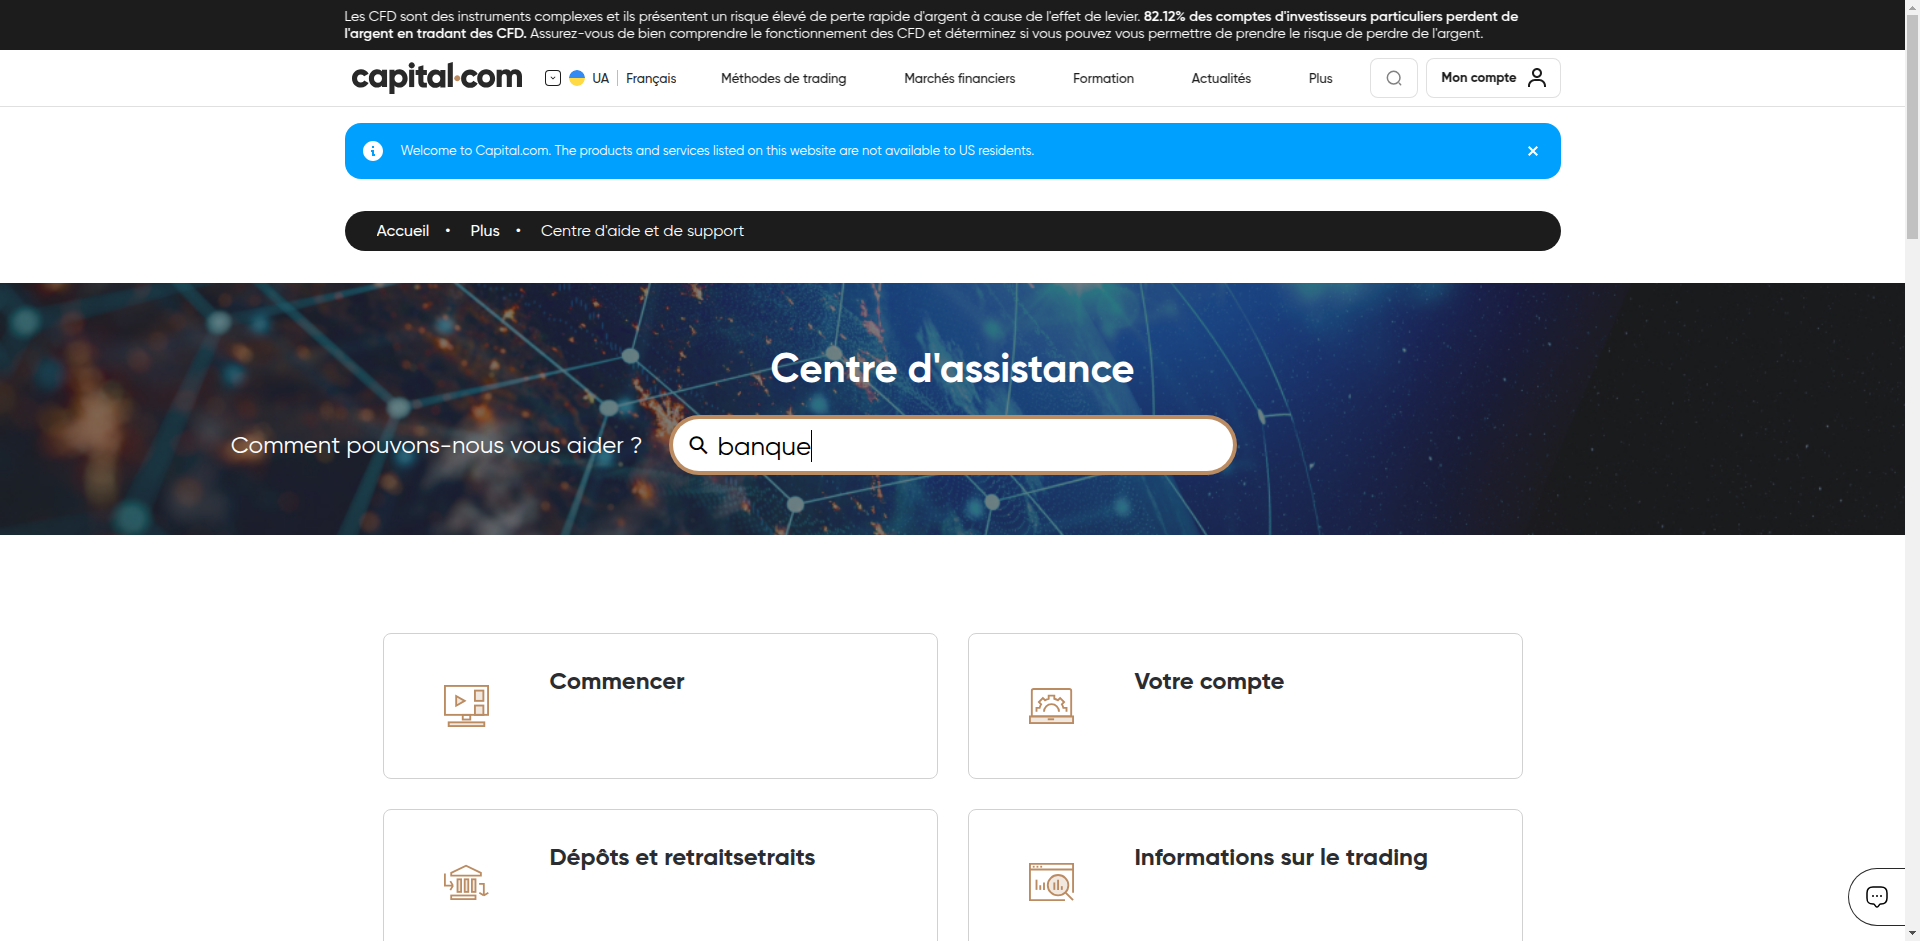 Les CFD sont des instruments complexes et ils présentent un risque élevé de perte rapide d'argent à cause de l'effet de levier. 82.12% des comptes d'investisseurs particuliers perdent de
l'argent en tradant des CFD. Assurez-vous de bien comprendre le fonctionnement des CFD et déterminez si vous pouvez vous permettre de prendre le risque de perdre de l'argent.
capital.com UA Français Méthodes de trading Marchés financiers Formation Actualités Plus Mon compte
Welcome to Capital.com. The products and services listed on this website are not available to US residents.
Accueil • Plus • Centre d'aide et de support
Centre d'assistance
Comment pouvons-nous vous aider ? banque
Commencer Votre compte
Dépôts et retraitsetraits Informations sur le trading